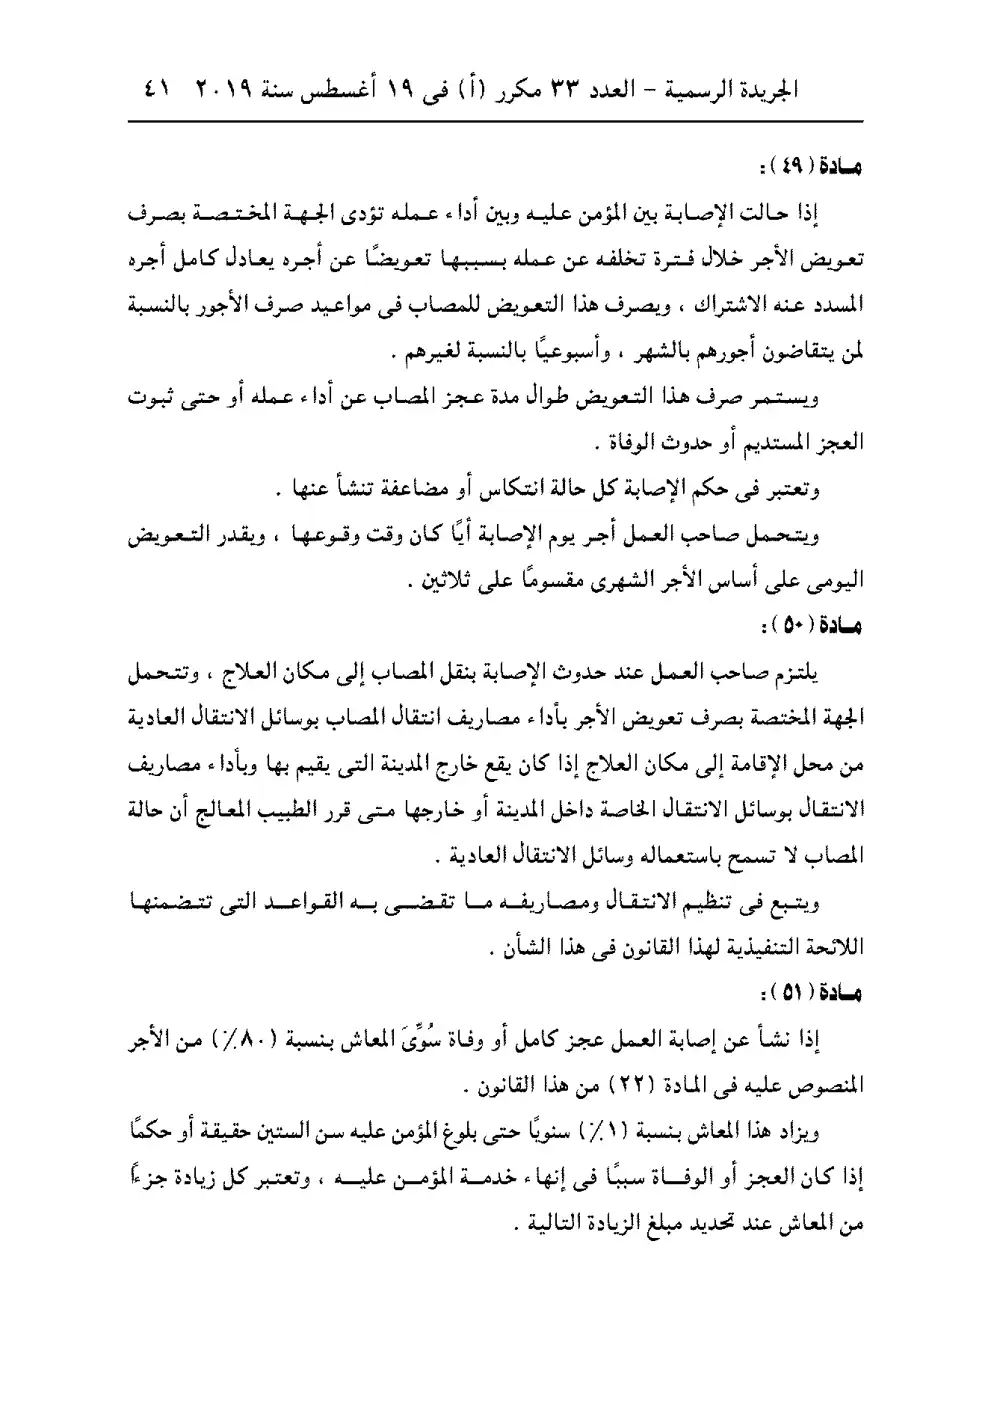 الجريدة الرسمية – العدد ٣٣ مكرر (أ) فى ١٩ أغسطس سنة ٢٠١٩ ٤١
مادة (٤٩) :
إذا حالت الإصابة بين المؤمن عليه وبين أداء عمله تؤدى الجهة المختصة بصرف
تعويض الأجر خلال فترة تخلفه عن عمله بسببها تعويضًا عن أجره يعادل كامل أجره
المسدد عنه الاشتراك ، ويصرف هذا التعويض للمصاب فى مواعيد صرف الأجور بالنسبة
لمن يتقاضون أجورهم بالشهر ، وأسبوعيًا بالنسبة لغيرهم .
ويستمر صرف هذا التعويض طوال مدة عجز المصاب عن أداء عمله أو حتى ثبوت
العجز المستديم أو حدوث الوفاة .
وتعتبر فى حكم الإصابة كل حالة انتكاس أو مضاعفة تنشأ عنها .
ويتحمل صاحب العمل أجر يوم الإصابة أيًا كان وقت وقوعها ، ويقدر التعويض
اليومى على أساس الأجر الشهرى مقسومًا على ثلاثين .
مادة (٥٠) :
يلتزم صاحب العمل عند حدوث الإصابة بنقل المصاب إلى مكان العلاج ، وتتحمل
الجهة المختصة بصرف تعويض الأجر بأداء مصاريف انتقال المصاب بوسائل الانتقال العادية
من محل الإقامة إلى مكان العلاج إذا كان يقع خارج المدينة التى يقيم بها وبأداء مصاريف
الانتقال بوسائل الانتقال الخاصة داخل المدينة أو خارجها متى قرر الطبيب المعالج أن حالة
المصاب لا تسمح باستعماله وسائل الانتقال العادية .
ويتبع فى تنظيم الانتقال ومصاريفه ما تقضى به القواعد التى تتضمنها
اللائحة التنفيذية لهذا القانون فى هذا الشأن .
مادة (٥١) :
إذا نشأ عن إصابة العمل عجز كامل أو وفاة سُوِّىَ المعاش بنسبة (٨٠٪) من الأجر
المنصوص عليه فى المادة (٢٢) من هذا القانون .
ويزاد هذا المعاش بنسبة (١٪) سنويًا حتى بلوغ المؤمن عليه سن الستين حقيقة أو حكمًا
إذا كان العجز أو الوفاة سببًا فى إنهاء خدمة المؤمن عليه ، وتعتبر كل زيادة جزءًا
من المعاش عند تحديد مبلغ الزيادة التالية .